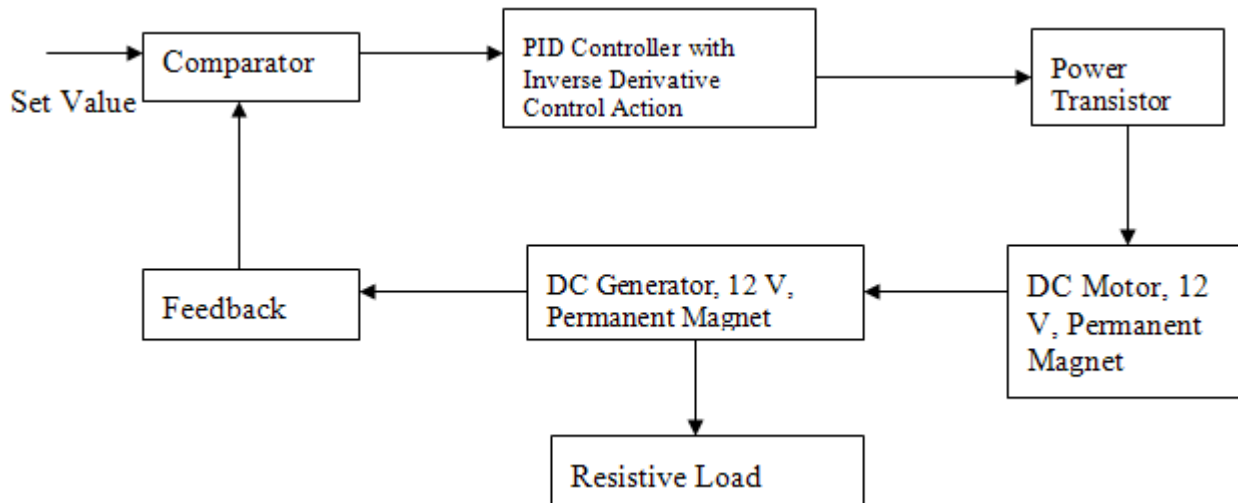 Set Value
Comparator
PID Controller with
Inverse Derivative
Control Action
Power
Transistor
Feedback
DC Generator, 12 V,
Permanent Magnet
DC Motor, 12
V, Permanent
Magnet
Resistive Load